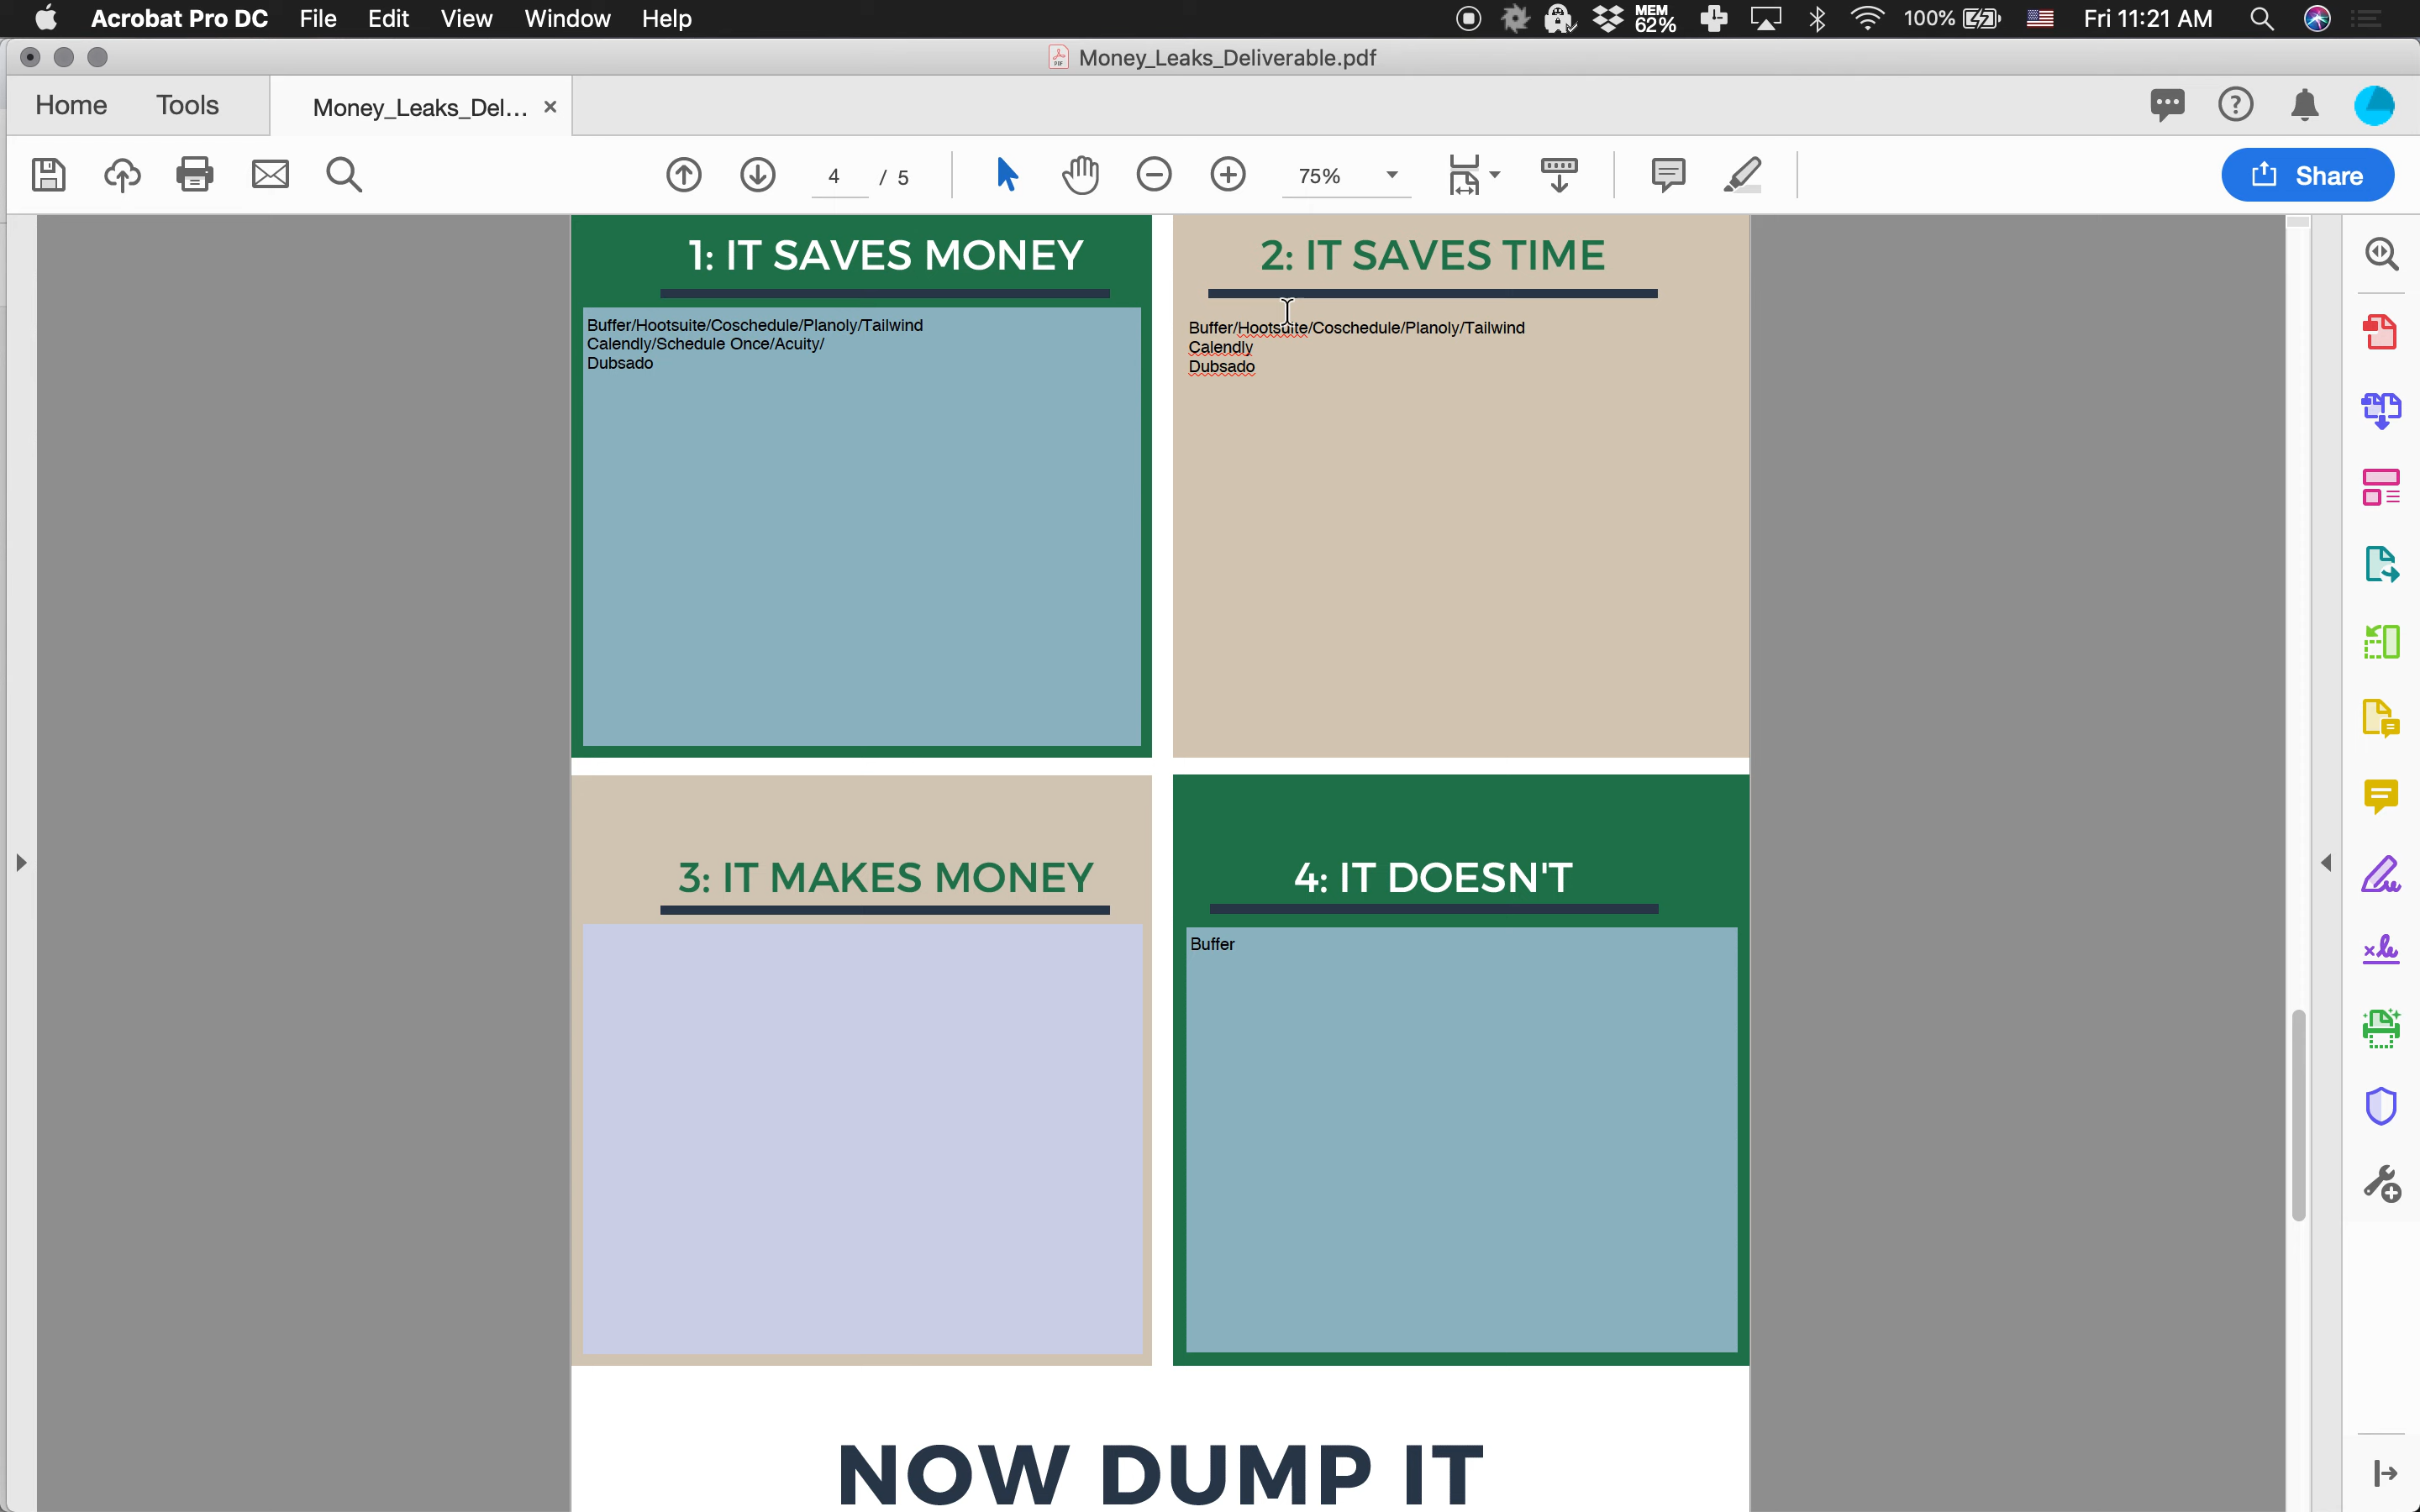 Acrobat Pro DC File Edit View Window Help MEM 62% 100% Fri 11:21 AM
Money_Leaks_Deliverable.pdf
Home Tools Money_Leaks_Del... ×
4 / 5 75% Share
1: IT SAVES MONEY
Buffer/Hootsuite/Coschedule/Planoly/Tailwind
Calendly/Schedule Once/Acuity/
Dubsado
2: IT SAVES TIME
Buffer/Hootsuite/Coschedule/Planoly/Tailwind
Calendly
Dubsado
3: IT MAKES MONEY
4: IT DOESN'T
Buffer
NOW DUMP IT